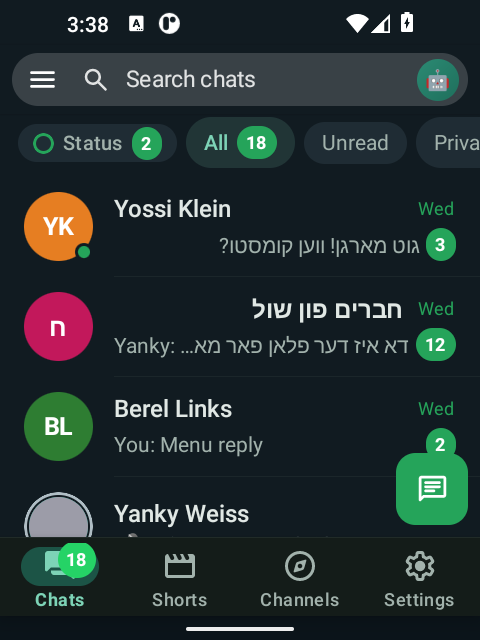 3:38
A
Search chats
Status 2
All 18
Unread
Priva
YK
Yossi Klein
Wed
גוט מארגן! ווען קומסטו?
3
ח
חברים פון שול
Wed
Yanky: דא איז דער פלאן פאר מא...
12
BL
Berel Links
Wed
You: Menu reply
2
Yanky Weiss
18
Chats
Shorts
Channels
Settings